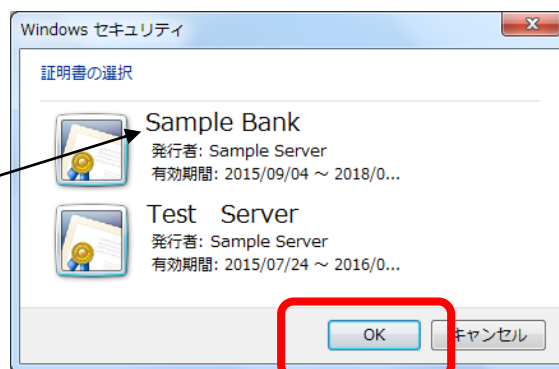 Windows セキュリティ
証明書の選択
Sample Bank
発行者: Sample Server
有効期間: 2015/09/04 ～ 2018/0...
Test　Server
発行者: Sample Server
有効期間: 2015/07/24 ～ 2016/0...
OK
キャンセル